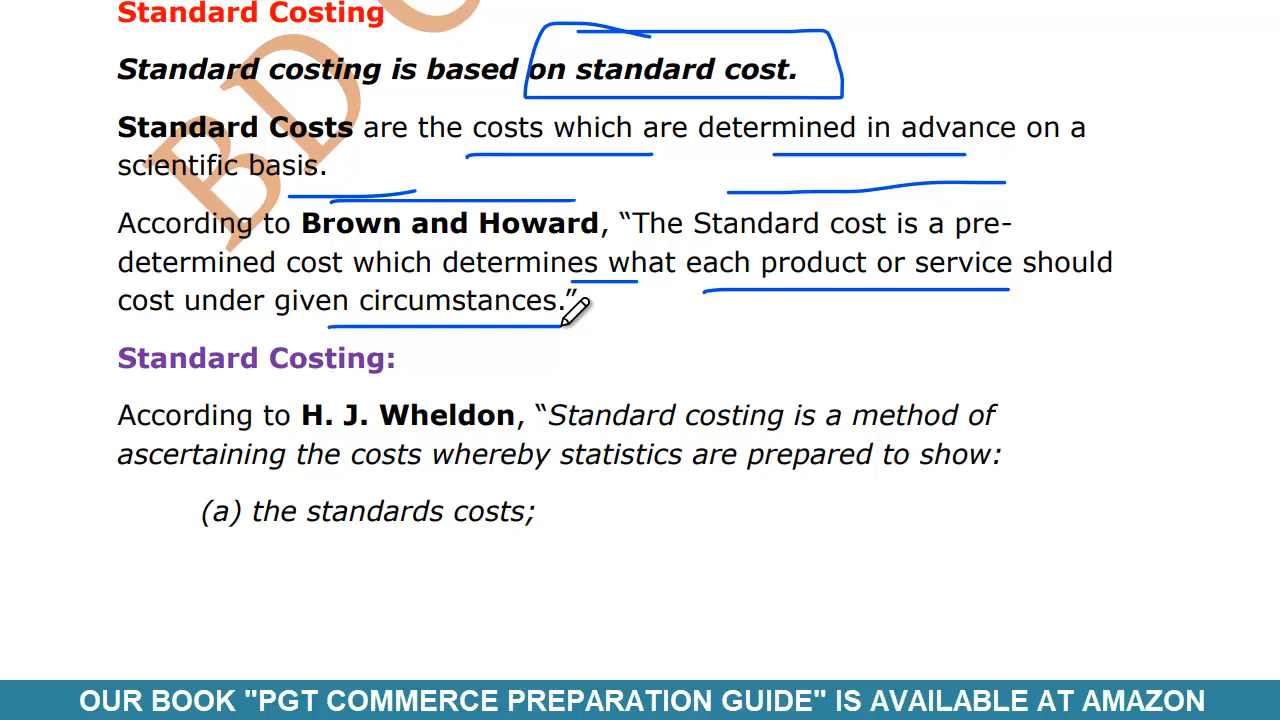 Standard Costing
Standard costing is based on standard cost.
Standard Costs are the costs which are determined in advance on a
scientific basis.
According to Brown and Howard, “The Standard cost is a pre-
determined cost which determines what each product or service should
cost under given circumstances.”
Standard Costing:
According to H. J. Wheldon, “Standard costing is a method of
ascertaining the costs whereby statistics are prepared to show:
(a) the standards costs;
OUR BOOK "PGT COMMERCE PREPARATION GUIDE" IS AVAILABLE AT AMAZON